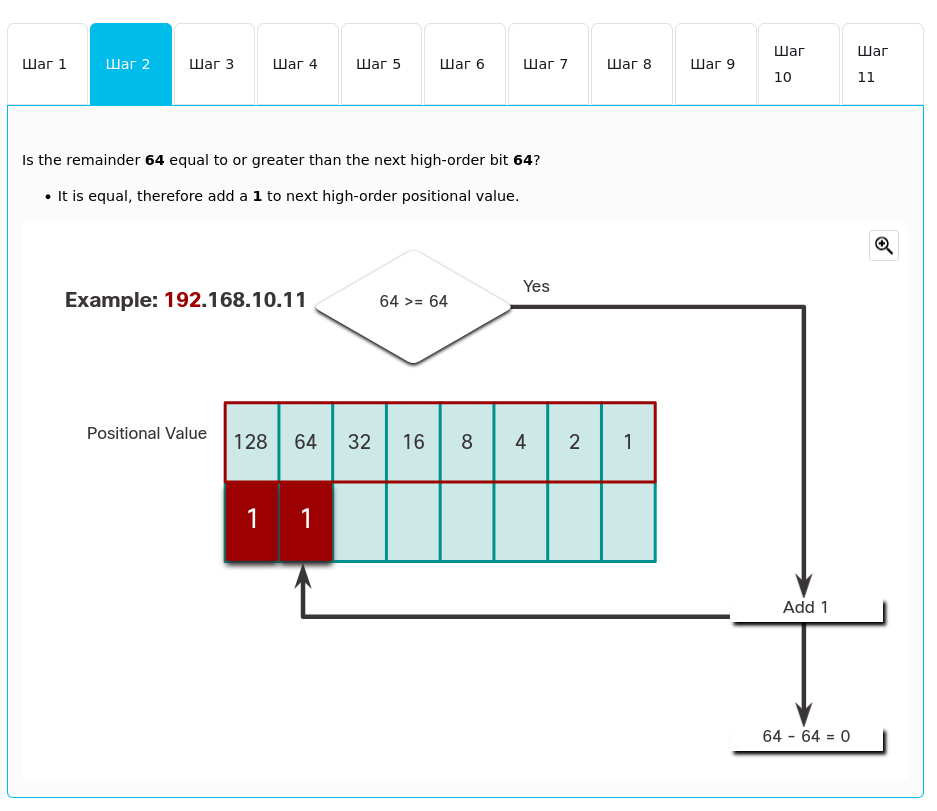 Шаг 1
Шаг 2
Шаг 3
Шаг 4
Шаг 5
Шаг 6
Шаг 7
Шаг 8
Шаг 9
Шаг
10
Шаг
11
Is the remainder 64 equal to or greater than the next high-order bit 64?
• It is equal, therefore add a 1 to next high-order positional value.
Example: 192.168.10.11
64 >= 64
Yes
Positional Value
128 64 32 16 8 4 2 1
1 1
Add 1
64 - 64 = 0